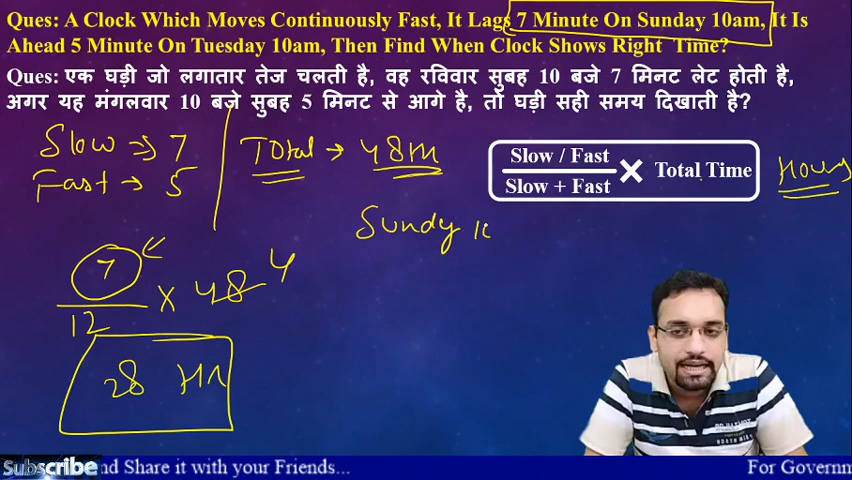 Ques: A Clock Which Moves Continuously Fast, It Lags 7 Minute On Sunday 10am, It Is
Ahead 5 Minute On Tuesday 10am, Then Find When Clock Shows Right Time?
Ques: एक घड़ी जो लगातार तेज चलती है, वह रविवार सुबह 10 बजे 7 मिनट लेट होती है,
अगर यह मंगलवार 10 बजे सुबह 5 मिनट से आगे है, तो घड़ी सही समय दिखाती है?
Slow => 7
Fast → 5
Total → 48
Slow / Fast
Slow + Fast
× Total Time
Hours
Sundy
7
12
× 48 4
28 Hr
Subscribe
nd Share it with your Friends...
For Governm